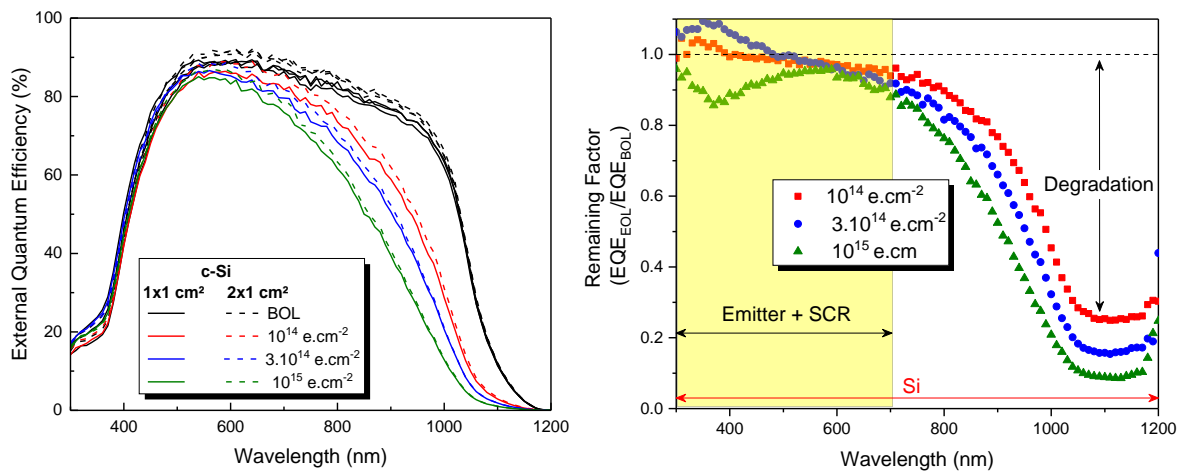 External Quantum Efficiency (%)
100
80
60
40
20
0
c-Si
1x1 cm² 2x1 cm²
BOL
10¹⁴ e.cm⁻²
3.10¹⁴ e.cm⁻²
10¹⁵ e.cm⁻²
400 600 800 1000 1200
Wavelength (nm)
Remaining Factor
(EQE_EOL/EQE_BOL)
1.0
0.8
0.6
0.4
0.2
0.0
10¹⁴ e.cm⁻²
3.10¹⁴ e.cm⁻²
10¹⁵ e.cm
Degradation
Emitter + SCR
Si
400 600 800 1000 1200
Wavelength (nm)